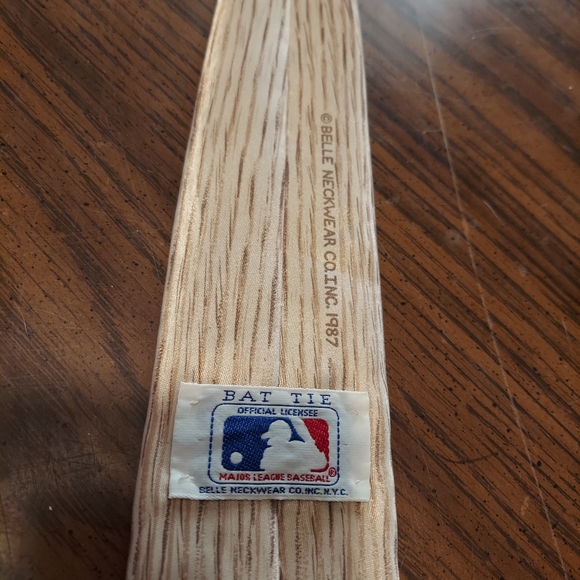 © BELLE NECKWEAR CO.INC. 1987
BAT TIE
OFFICIAL LICENSEE
MAJOR LEAGUE BASEBALL®
BELLE NECKWEAR CO. INC. N.Y.C.